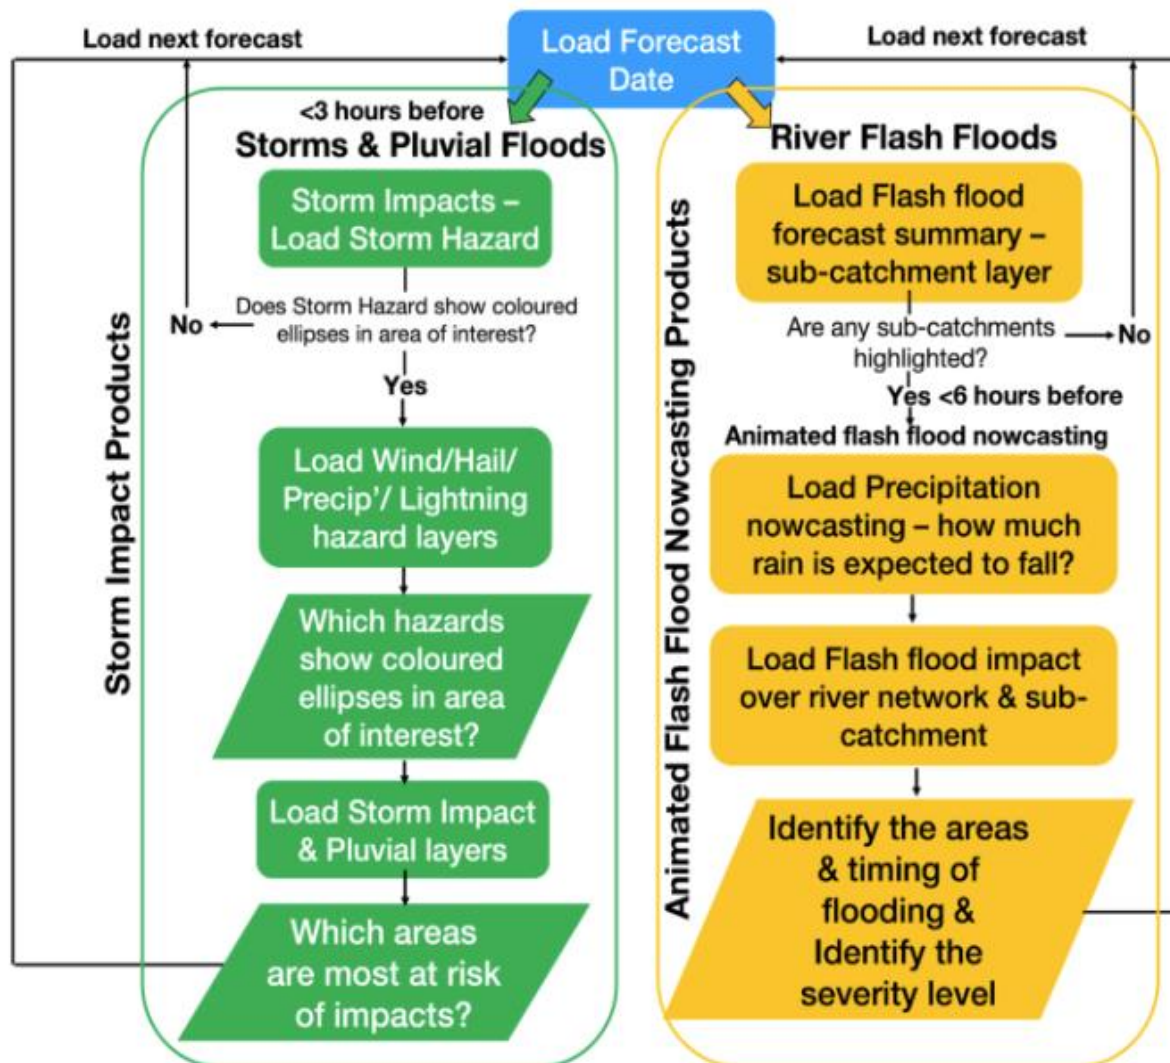 Load next forecast
Load Forecast
Date
Load next forecast
<3 hours before
Storms & Pluvial Floods
Storm Impacts –
Load Storm Hazard
Does Storm Hazard show coloured
ellipses in area of interest?
No
Yes
Load Wind/Hail/
Precip’/ Lightning
hazard layers
Which hazards
show coloured
ellipses in area
of interest?
Load Storm Impact
& Pluvial layers
Which areas
are most at risk
of impacts?
Storm Impact Products
River Flash Floods
Load Flash flood
forecast summary –
sub-catchment layer
Are any sub-catchments
highlighted?
No
Yes <6 hours before
Animated flash flood nowcasting
Load Precipitation
nowcasting – how much
rain is expected to fall?
Load Flash flood impact
over river network & sub-
catchment
Identify the areas
& timing of
flooding &
Identify the
severity level
Animated Flash Flood Nowcasting Products